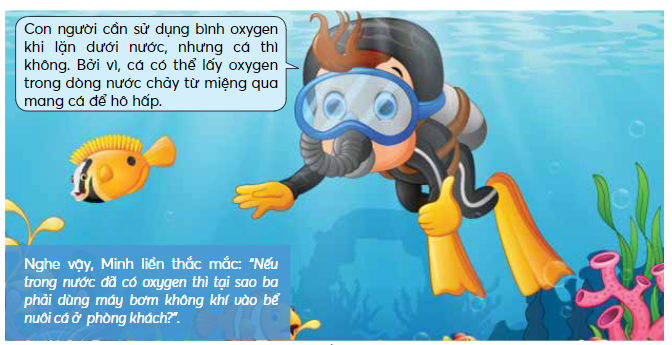 Con người cần sử dụng bình oxygen
khi lặn dưới nước, nhưng cá thì
không. Bởi vì, cá có thể lấy oxygen
trong dòng nước chảy từ miệng qua
mang cá để hô hấp.
Nghe vậy, Minh liền thắc mắc: "Nếu
trong nước đã có oxygen thì tại sao ba
phải dùng máy bơm không khí vào bể
nuôi cá ở phòng khách?".